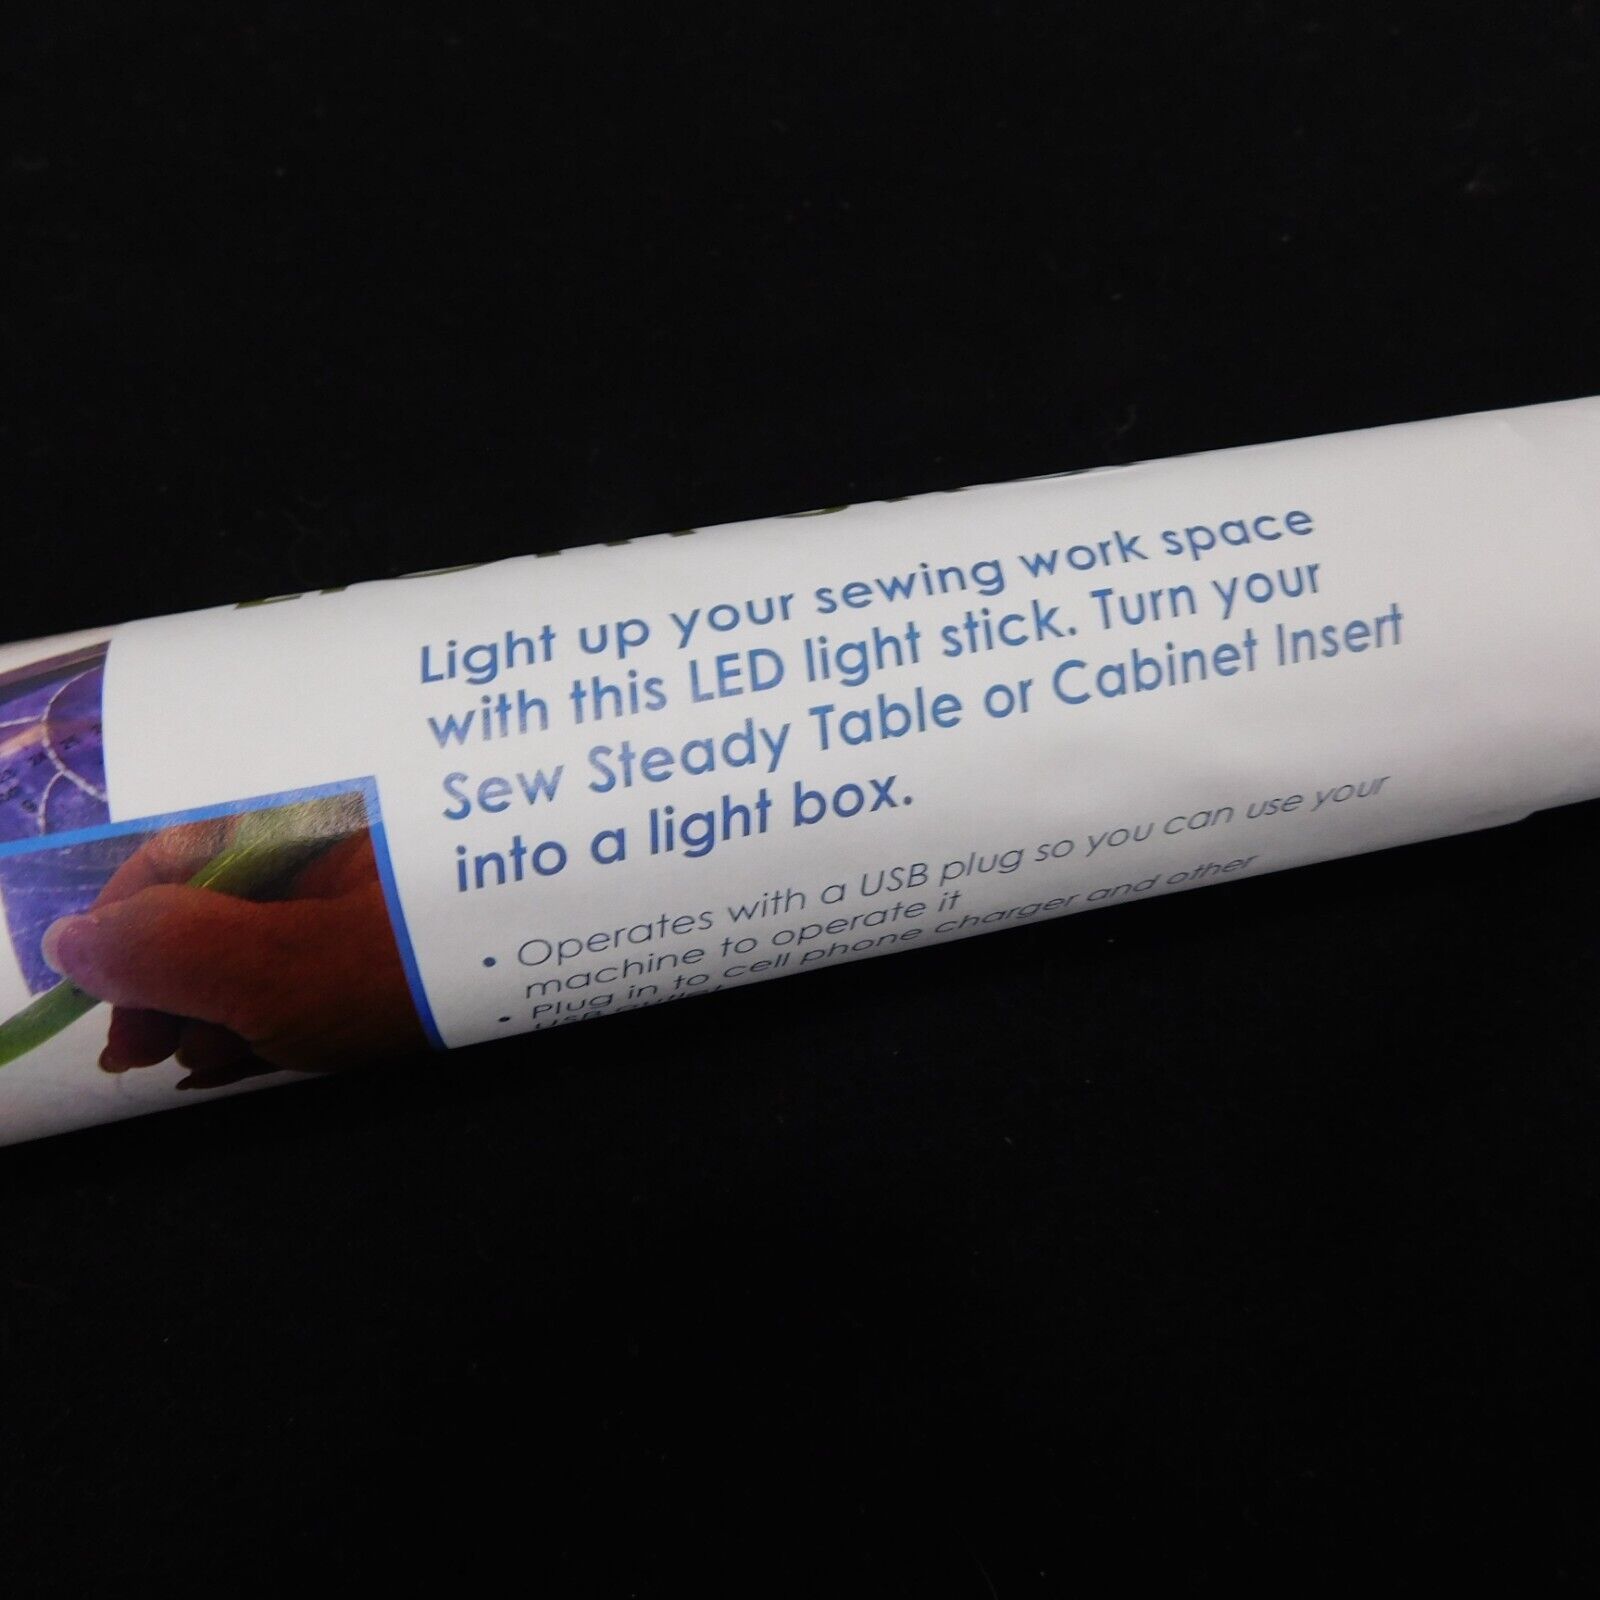 Light up your sewing work space
with this LED light stick. Turn your
Sew Steady Table or Cabinet Insert
into a light box.
• Operates with a USB plug so you can use your
machine to operate it
• Plug in to cell phone charger and other
USB outlet